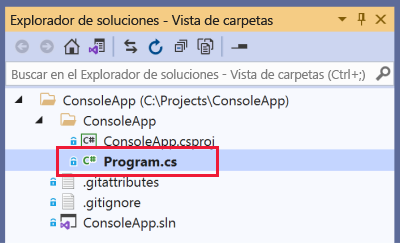 Explorador de soluciones - Vista de carpetas
Buscar en el Explorador de soluciones - Vista de carpetas (Ctrl+;)
ConsoleApp (C:\Projects\ConsoleApp)
ConsoleApp
C# ConsoleApp.csproj
C# Program.cs
.gitattributes
.gitignore
ConsoleApp.sln